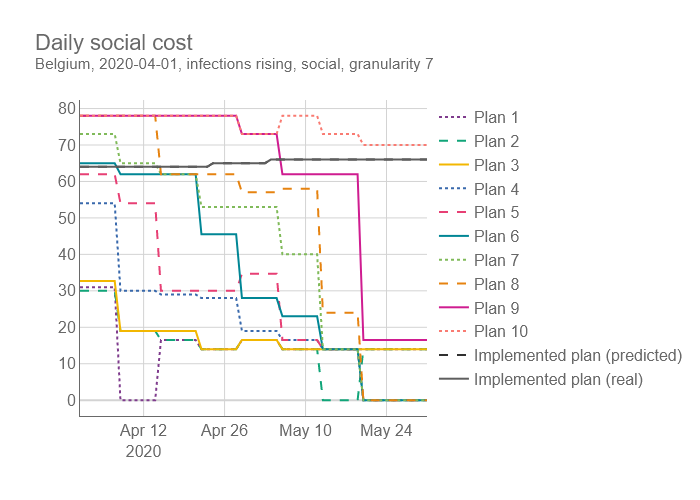 Daily social cost
Belgium, 2020-04-01, infections rising, social, granularity 7
80
70
60
50
40
30
20
10
0
Apr 12
2020
Apr 26
May 10
May 24
Plan 1
Plan 2
Plan 3
Plan 4
Plan 5
Plan 6
Plan 7
Plan 8
Plan 9
Plan 10
Implemented plan (predicted)
Implemented plan (real)